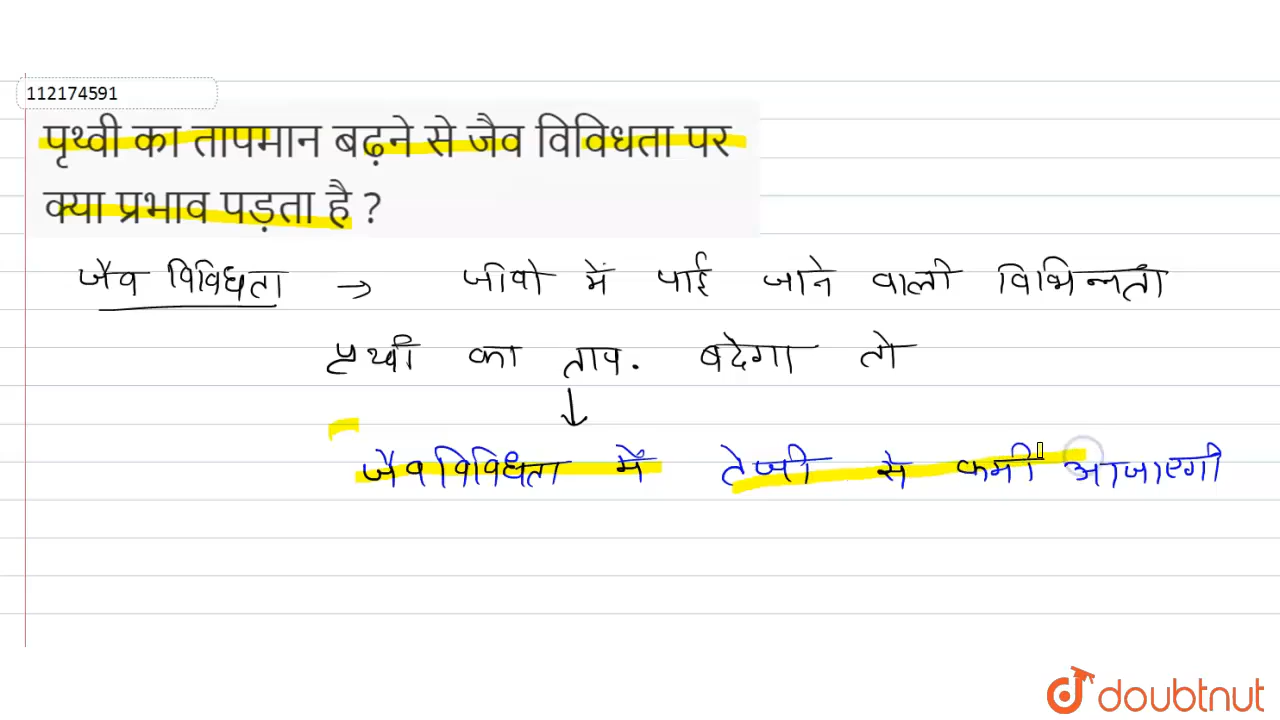 112174591
पृथ्वी का तापमान बढ़ने से जैव विविधता पर
क्या प्रभाव पड़ता है ?
जैव विविधता → जीवो में पाई जाने वाली विभिन्नता
पृथ्वी का ताप. बढेगा तो
↓
जैवविविधता में तेजी से कमी आजाएगी
doubtnut